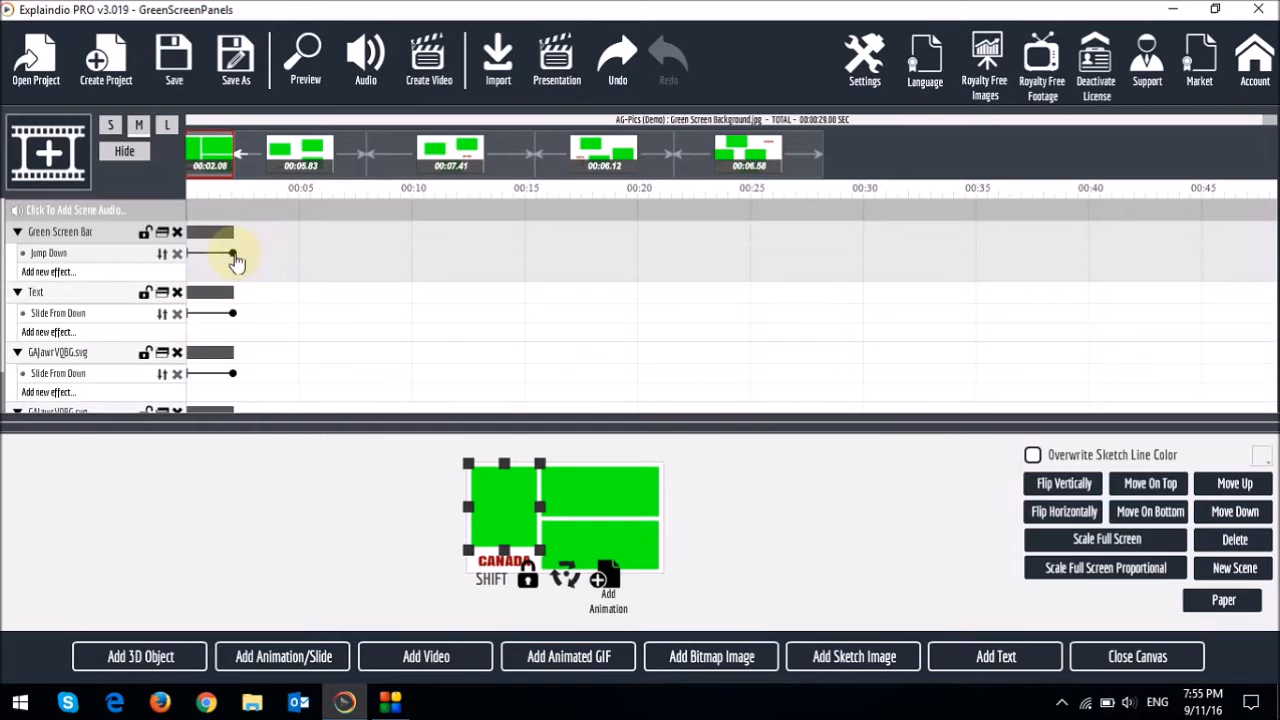 Explaindio PRO v3.019 - GreenScreenPanels
Open Project
Create Project
Save
Save As
Preview
Audio
Create Video
Import
Presentation
Undo
Redo
Settings
Language
Royalty Free Images
Royalty Free Footage
Deactivate License
Support
Market
Account
S M L
Hide
AG-Pics (Demo) : Green Screen Background.jpg - TOTAL - 00:00:29.00 SEC
00:02.08 00:05.83 00:07.41 00:06.12 00:06.58
00:05 00:10 00:15 00:20 00:25 00:30 00:35 00:40 00:45
Click To Add Scene Audio...
Green Screen Bac
Jump Down
Add new effect...
Text
Slide From Down
Add new effect...
GAJawrVQBG.svg
Slide From Down
Add new effect...
GAJawrVQBG.svg
CANADA
SHIFT
Add Animation
Overwrite Sketch Line Color
Flip Vertically Move On Top Move Up
Flip Horizontally Move On Bottom Move Down
Scale Full Screen Delete
Scale Full Screen Proportional New Scene
Paper
Add 3D Object Add Animation/Slide Add Video Add Animated GIF Add Bitmap Image Add Sketch Image Add Text Close Canvas
ENG
7:55 PM
9/11/16